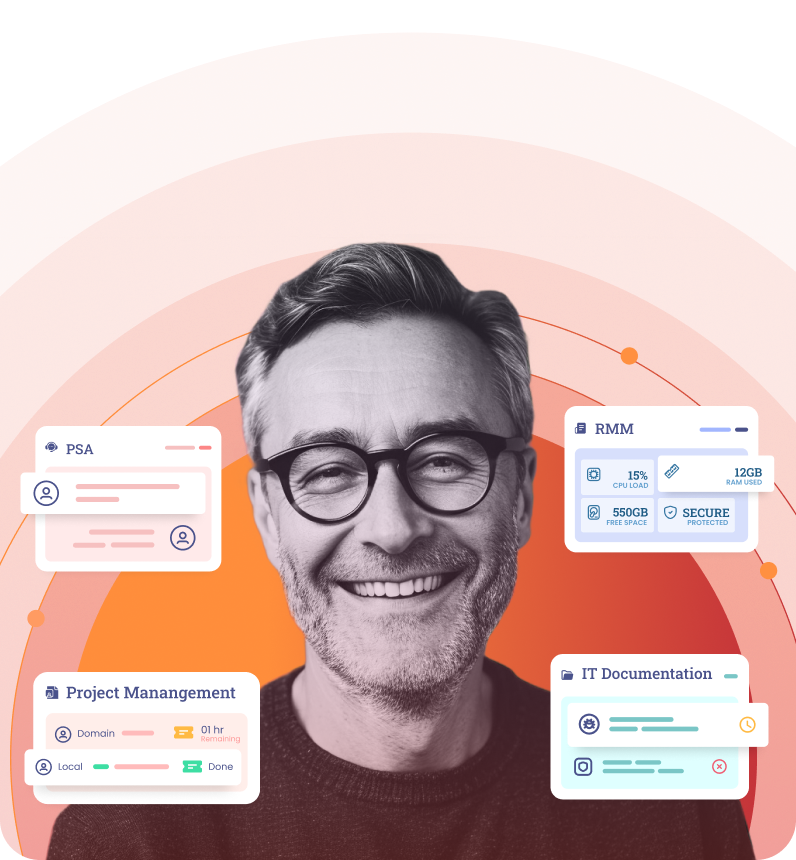 PSA
RMM
15%
CPU LOAD
12GB
RAM USED
550GB
FREE SPACE
SECURE
PROTECTED
Project Manangement
Domain
01 hr
Remaining
Local
Done
IT Documentation